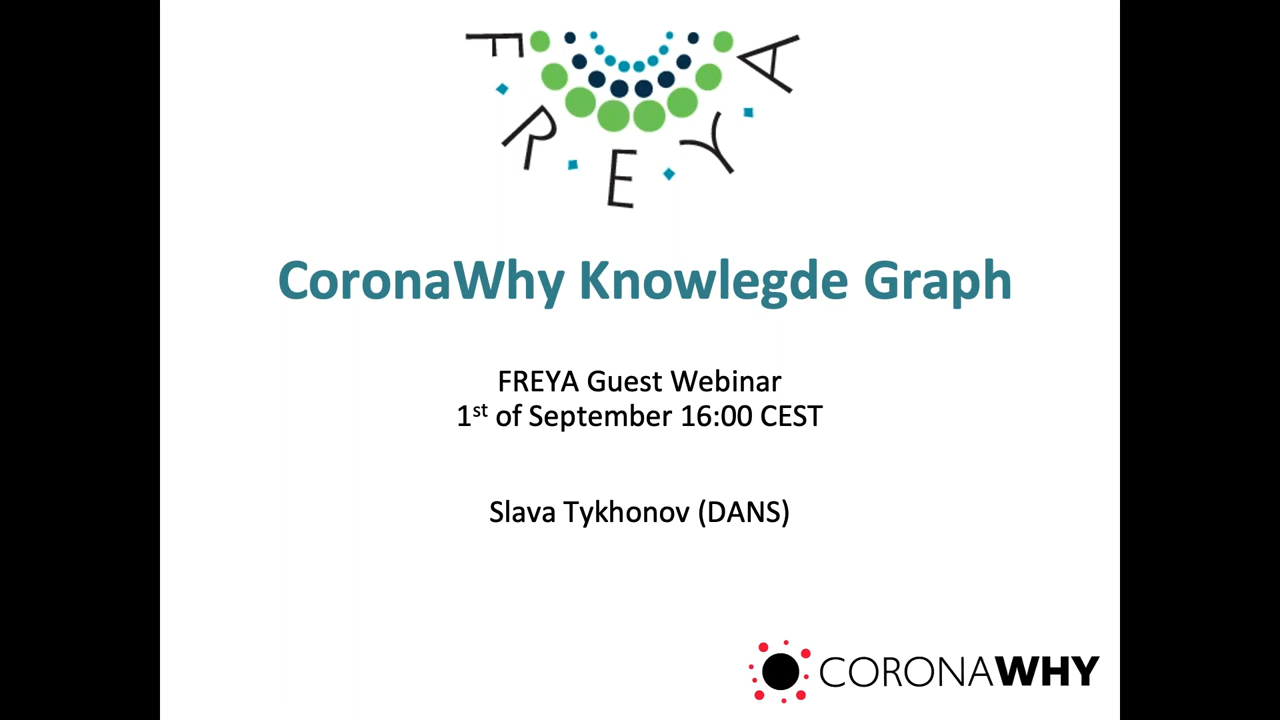 FREYA
CoronaWhy Knowlegde Graph
FREYA Guest Webinar
1st of September 16:00 CEST
Slava Tykhonov (DANS)
CORONAWHY